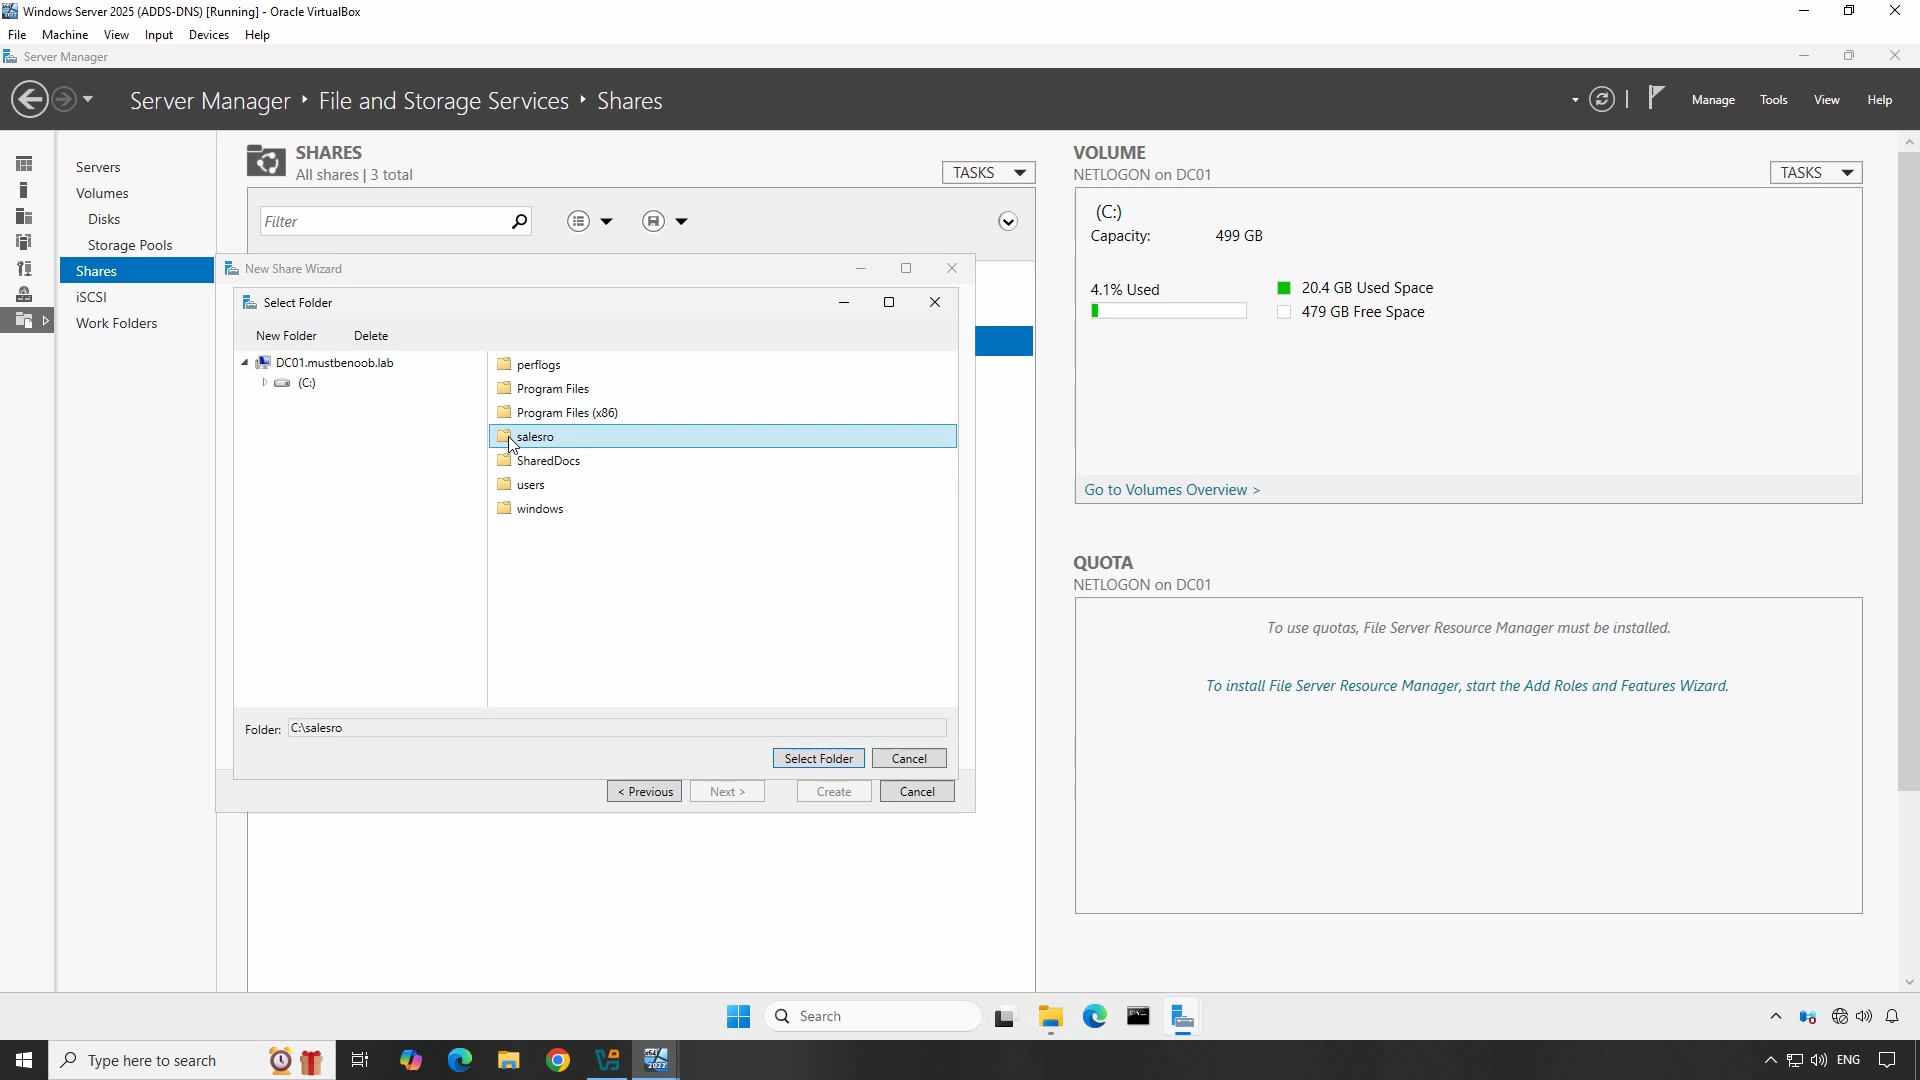 Windows Server 2025 (ADDS-DNS) [Running] - Oracle VirtualBox
File Machine View Input Devices Help
Server Manager
Server Manager ‣ File and Storage Services ‣ Shares
Manage Tools View Help
Servers
Volumes
Disks
Storage Pools
Shares
iSCSI
Work Folders
SHARES
All shares | 3 total
TASKS
Filter
New Share Wizard
Select Folder
New Folder Delete
DC01.mustbenoob.lab
(C:)
perflogs
Program Files
Program Files (x86)
salesro
SharedDocs
users
windows
Folder: C:\salesro
Select Folder Cancel
< Previous Next > Create Cancel
VOLUME
NETLOGON on DC01
TASKS
(C:)
Capacity: 499 GB
4.1% Used
20.4 GB Used Space
479 GB Free Space
Go to Volumes Overview >
QUOTA
NETLOGON on DC01
To use quotas, File Server Resource Manager must be installed.
To install File Server Resource Manager, start the Add Roles and Features Wizard.
Search
Type here to search
x64
2022
ENG